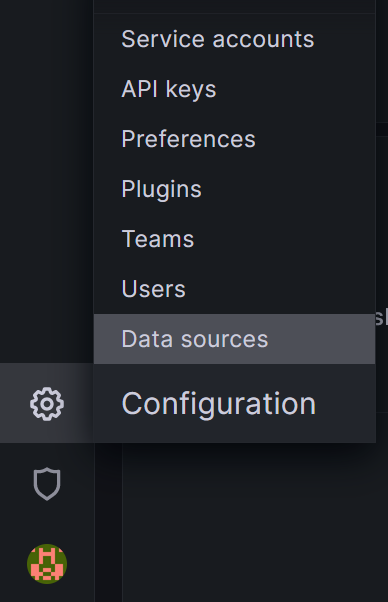 Service accounts
API keys
Preferences
Plugins
Teams
Users
Data sources
Configuration